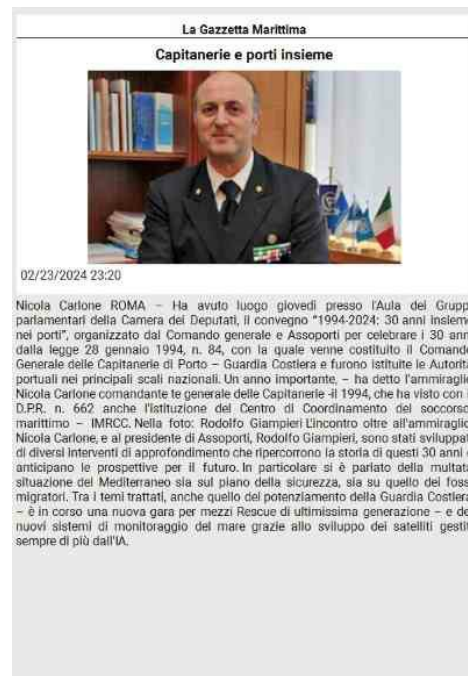 La Gazzetta Marittima
Capitanerie e porti insieme
02/23/2024 23:20
Nicola Carlone ROMA – Ha avuto luogo giovedì presso l'Aula dei Grupp
parlamentari della Camera dei Deputati, il convegno "1994-2024: 30 anni insieme
nei porti", organizzato dal Comando generale e Assoporti per celebrare i 30 ann
dalla legge 28 gennaio 1994, n. 84, con la quale venne costituito il Comando
Generale delle Capitanerie di Porto – Guardia Costiera e furono istituite le Autorità
portuali nei principali scali nazionali. Un anno importante, – ha detto l'ammiraglio
Nicola Carlone comandante te generale delle Capitanerie -il 1994, che ha visto con i
D.P.R. n. 662 anche l'istituzione del Centro di Coordinamento del soccorso
marittimo – IMRCC. Nella foto: Rodolfo Giampieri L'incontro oltre all'ammiraglio
Nicola Carlone, e al presidente di Assoporti, Rodolfo Giampieri, sono stati sviluppat
di diversi interventi di approfondimento che ripercorrono la storia di questi 30 anni e
anticipano le prospettive per il futuro. In particolare si è parlato della multata
situazione del Mediterraneo sia sul piano della sicurezza, sia su quello dei foss
migratori. Tra i temi trattati, anche quello del potenziamento della Guardia Costiera
– è in corso una nuova gara per mezzi Rescue di ultimissima generazione – e de
nuovi sistemi di monitoraggio del mare grazie allo sviluppo dei satelliti gestit
sempre di più dall'IA.